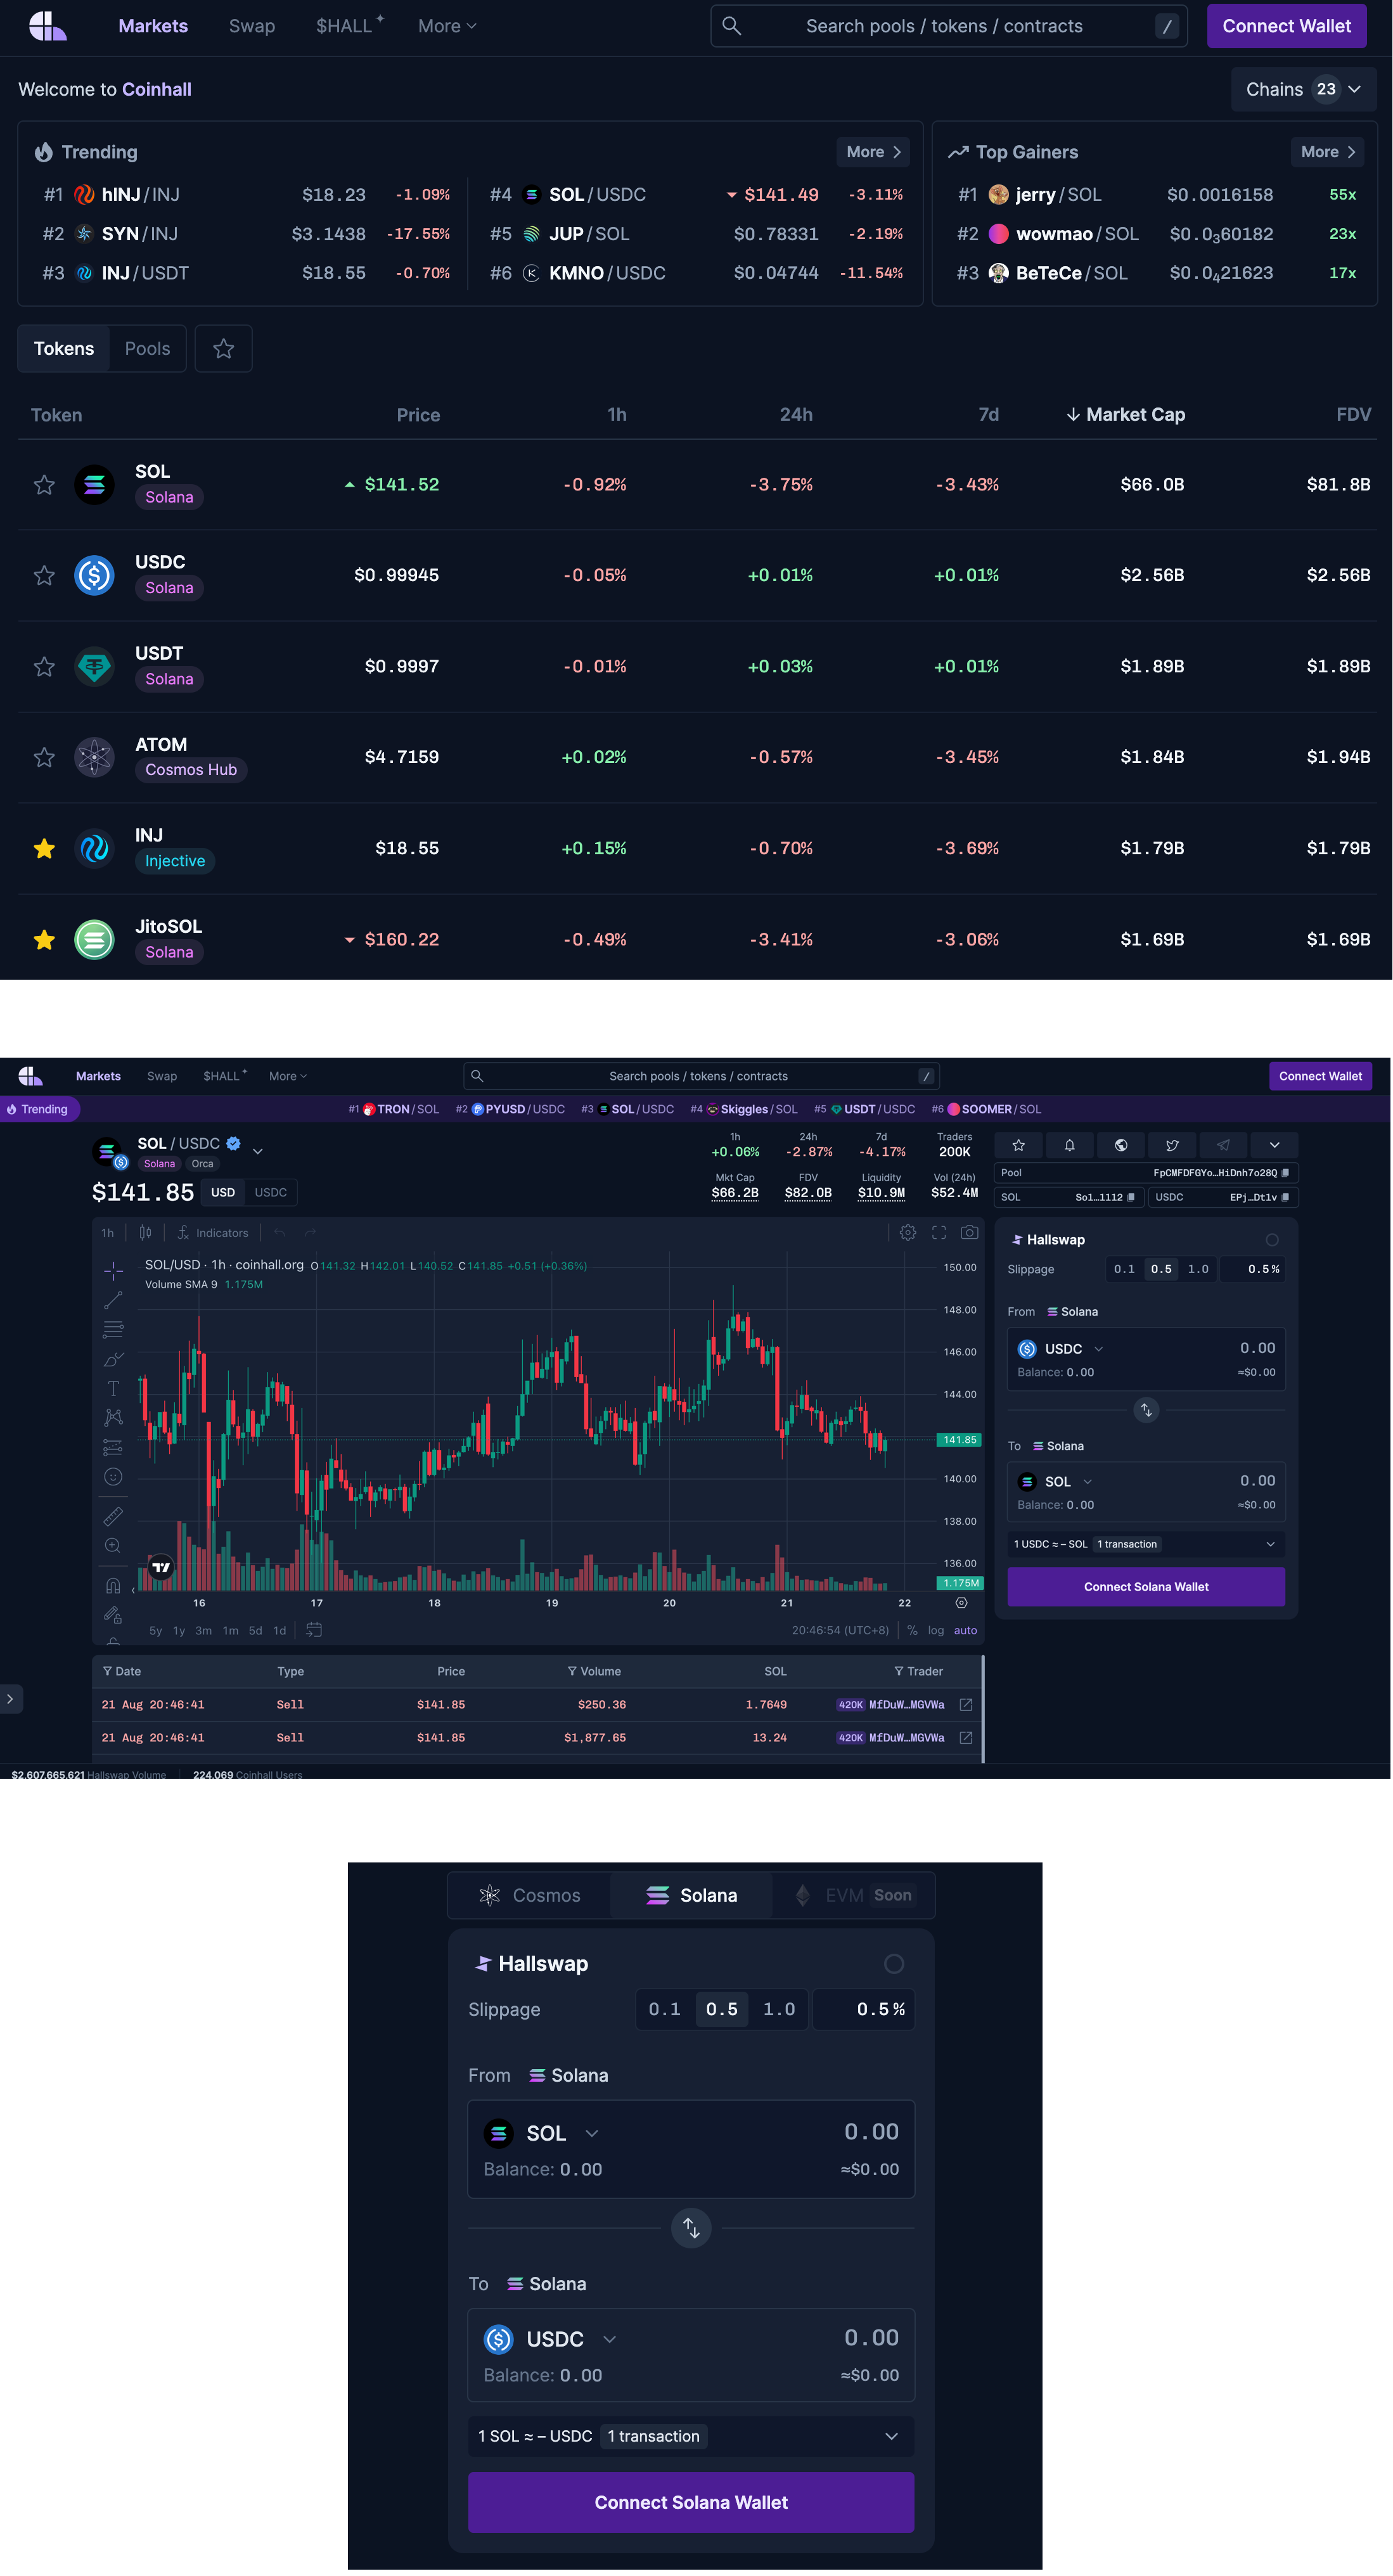 Markets Swap $HALL More Search pools / tokens / contracts / Connect Wallet
Welcome to Coinhall Chains 23
Trending More
#1 hINJ/INJ $18.23 -1.09%
#2 SYN/INJ $3.1438 -17.55%
#3 INJ/USDT $18.55 -0.70%
#4 SOL/USDC $141.49 -3.11%
#5 JUP/SOL $0.78331 -2.19%
#6 KMNO/USDC $0.04744 -11.54%
Top Gainers More
#1 jerry/SOL $0.0016158 55x
#2 wowmao/SOL $0.0₃60182 23x
#3 BeTeCe/SOL $0.0₄21623 17x
Tokens Pools
Token Price 1h 24h 7d Market Cap FDV
SOL
Solana
$141.52 -0.92% -3.75% -3.43% $66.0B $81.8B
USDC
Solana
$0.99945 -0.05% +0.01% +0.01% $2.56B $2.56B
USDT
Solana
$0.9997 -0.01% +0.03% +0.01% $1.89B $1.89B
ATOM
Cosmos Hub
$4.7159 +0.02% -0.57% -3.45% $1.84B $1.94B
INJ
Injective
$18.55 +0.15% -0.70% -3.69% $1.79B $1.79B
JitoSOL
Solana
$160.22 -0.49% -3.41% -3.06% $1.69B $1.69B
Markets Swap $HALL More Search pools / tokens / contracts / Connect Wallet
Trending #1 TRON/SOL #2 PYUSD/USDC #3 SOL/USDC #4 Skiggles/SOL #5 USDT/USDC #6 SOOMER/SOL
SOL / USDC
Solana Orca
$141.85 USD USDC
1h 24h 7d Traders
+0.06% -2.87% -4.17% 200K
Mkt Cap FDV Liquidity Vol (24h)
$66.2B $82.0B $10.9M $52.4M
Pool FpCMFDFGYo…HiDnh7o28Q
SOL So1…1112 USDC EPj…Dt1v
1h Indicators
SOL/USD · 1h · coinhall.org O141.32 H142.01 L140.52 C141.85 +0.51 (+0.36%)
Volume SMA 9 1.175M
150.00
148.00
146.00
144.00
141.85
140.00
138.00
136.00
1.175M
16 17 18 19 20 21 22
5y 1y 3m 1m 5d 1d 20:46:54 (UTC+8) % log auto
Hallswap
Slippage 0.1 0.5 1.0 0.5%
From Solana
USDC 0.00
Balance: 0.00 ≈$0.00
To Solana
SOL 0.00
Balance: 0.00 ≈$0.00
1 USDC ≈ – SOL 1 transaction
Connect Solana Wallet
Date Type Price Volume SOL Trader
21 Aug 20:46:41 Sell $141.85 $250.36 1.7649 420K MfDuW…MGVWa
21 Aug 20:46:41 Sell $141.85 $1,877.65 13.24 420K MfDuW…MGVWa
$2,607,665,621 Hallswap Volume 224,069 Coinhall Users
Cosmos Solana EVM Soon
Hallswap
Slippage 0.1 0.5 1.0 0.5%
From Solana
SOL 0.00
Balance: 0.00 ≈$0.00
To Solana
USDC 0.00
Balance: 0.00 ≈$0.00
1 SOL ≈ – USDC 1 transaction
Connect Solana Wallet